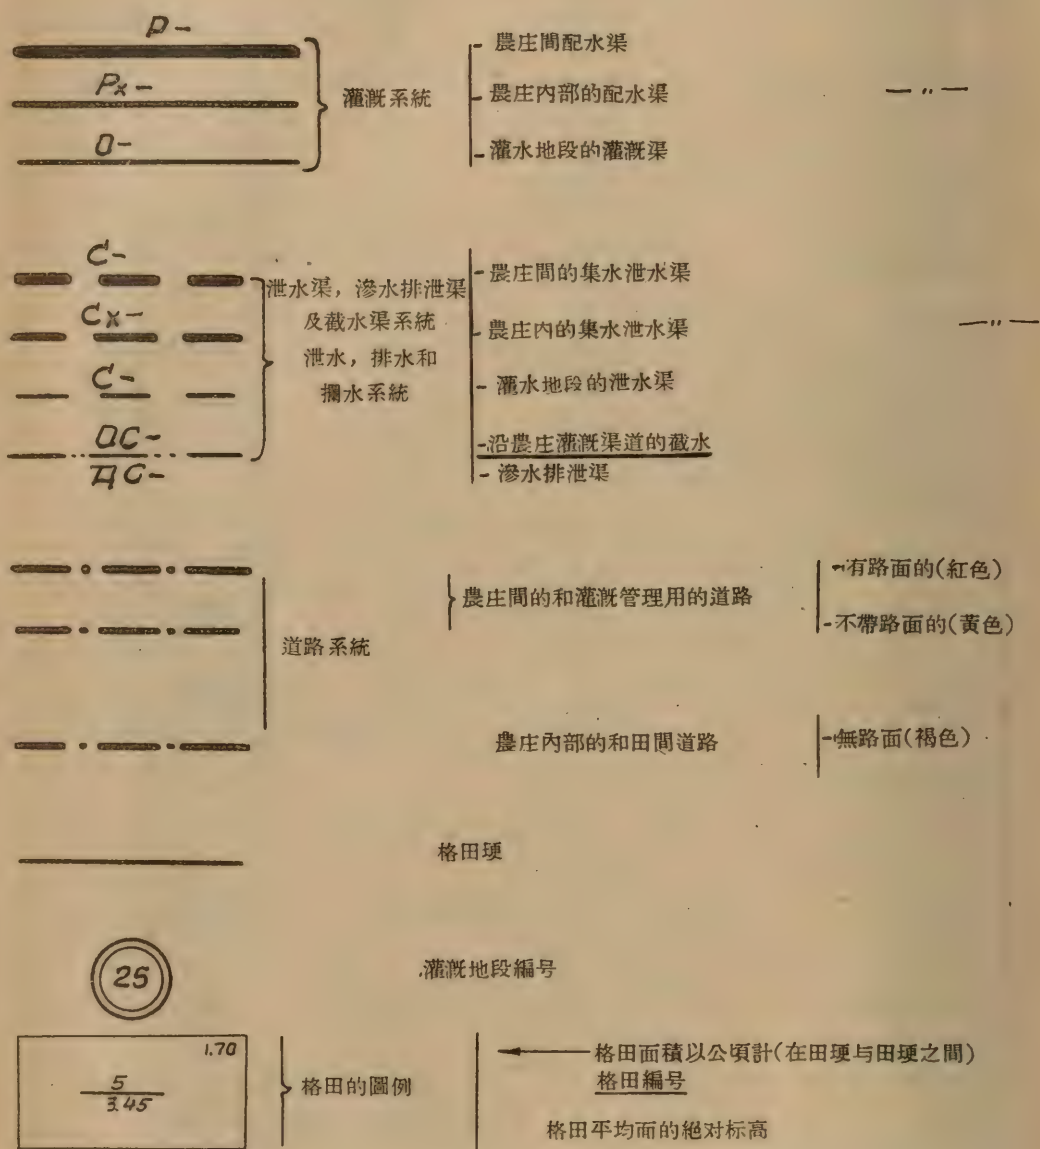 P-
農庄間配水渠
Px-
灌漑系統
農庄內部的配水渠
— „ —
O-
灌水地段的灌漑渠
C-
農庄間的集水泄水渠
泄水渠，滲水排泄渠
及截水渠系統
Cx-
農庄內的集水泄水渠
— „ —
泄水，排水和
攔水系統
C-
灌水地段的泄水渠
OC-
沿農庄灌漑渠道的截水
ДC-
滲水排泄渠
有路面的(紅色)
農庄間的和灌漑管理用的道路
不帶路面的(黃色)
道路系統
農庄內部的和田間道路
無路面(褐色)
格田埂
25
灌漑地段編号
1.70
格田面積以公頃計(在田埂与田埂之間)
5
3.45
格田的圖例
格田編号
格田平均面的絕对标高